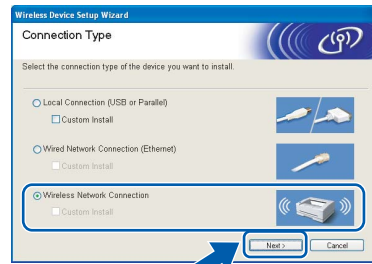 Wireless Device Setup Wizard
Connection Type
Select the connection type of the device you want to install.
Local Connection (USB or Parallel)
Custom Install
Wired Network Connection (Ethernet)
Custom Install
Wireless Network Connection
Custom Install
Next >
Cancel